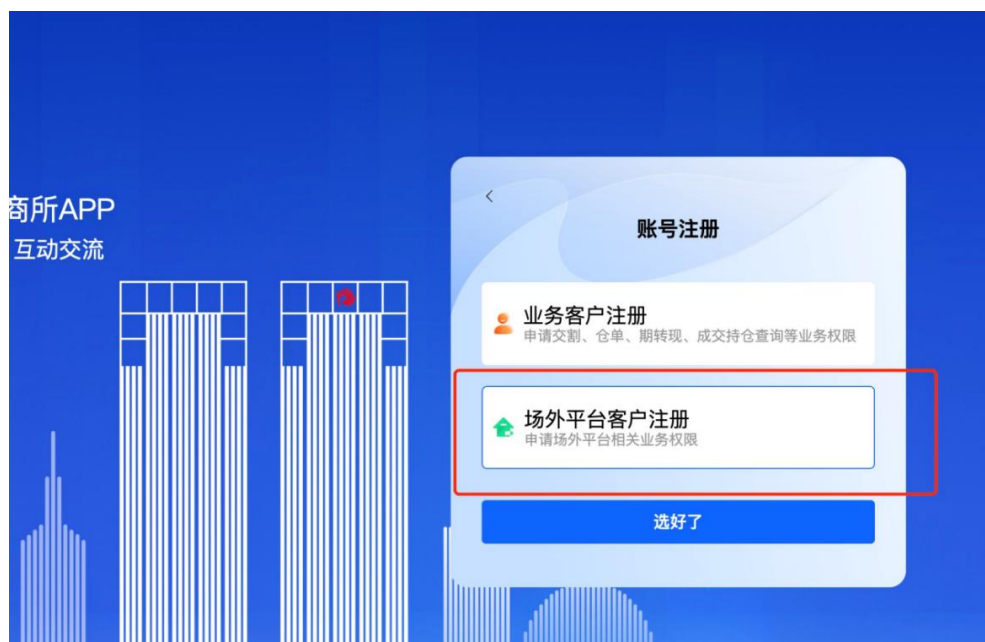 商所APP
互动交流
账号注册
业务客户注册
申请交割、仓单、期转现、成交持仓查询等业务权限
场外平台客户注册
申请场外平台相关业务权限
选好了